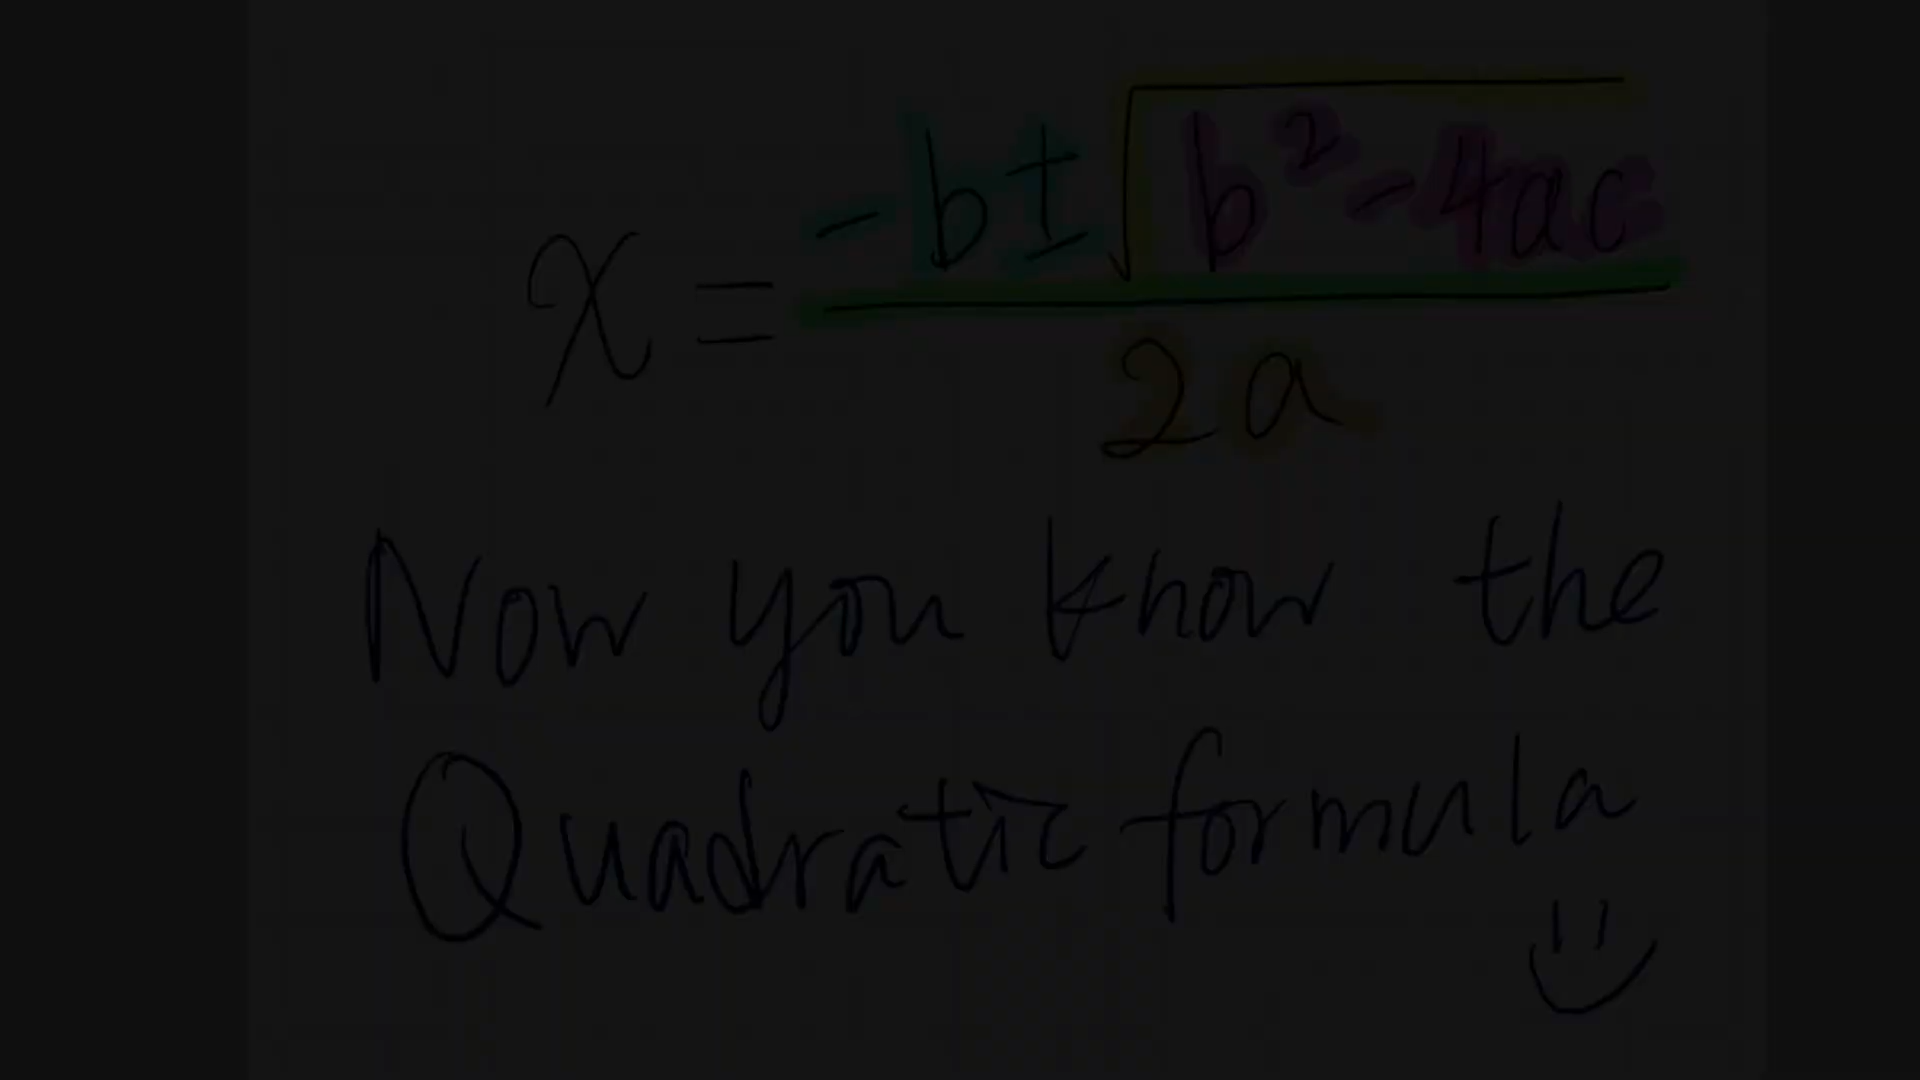 x = -b ± √b² - 4ac / 2a
Now you know the
Quadratic formula